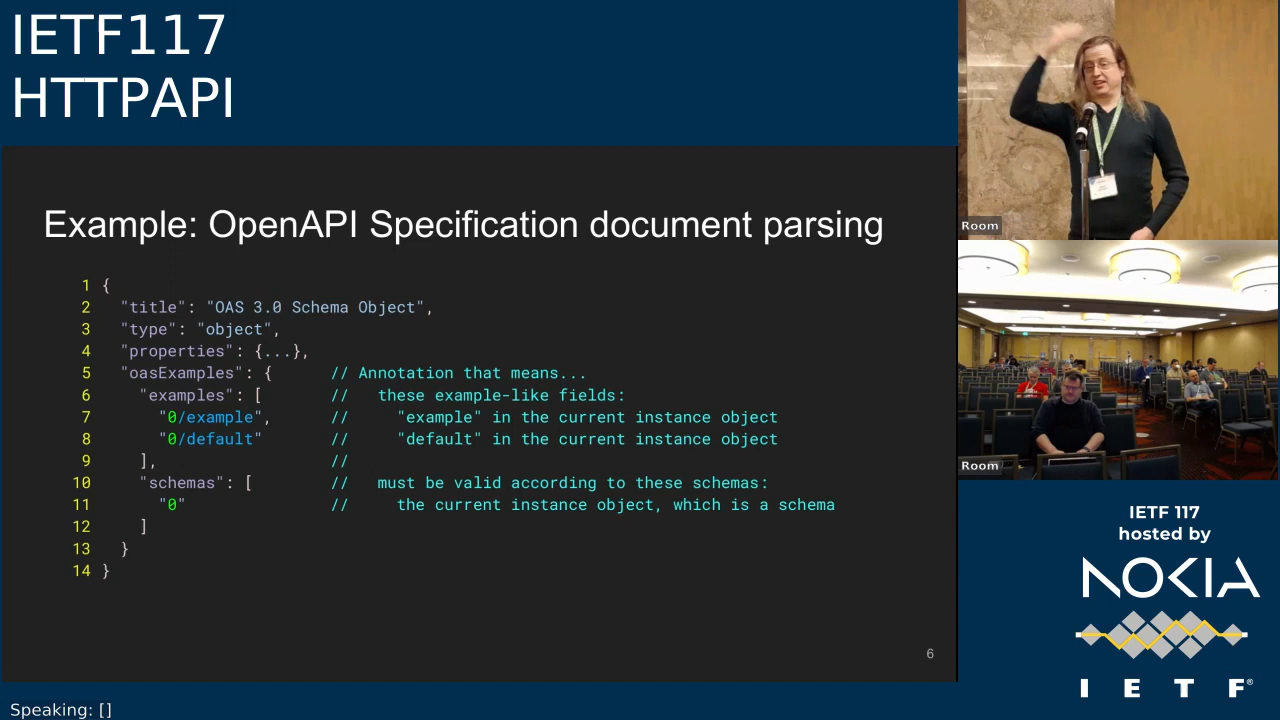 IETF117
HTTPAPI
Example: OpenAPI Specification document parsing
1 {
2 "title": "OAS 3.0 Schema Object",
3 "type": "object",
4 "properties": {...},
5 "oasExamples": { // Annotation that means...
6 "examples": [ // these example-like fields:
7 "0/example", // "example" in the current instance object
8 "0/default" // "default" in the current instance object
9 ], //
10 "schemas": [ // must be valid according to these schemas:
11 "0" // the current instance object, which is a schema
12 ]
13 }
14 }
6
Room
Room
IETF 117
hosted by
NOKIA
I E T F®
Speaking: []